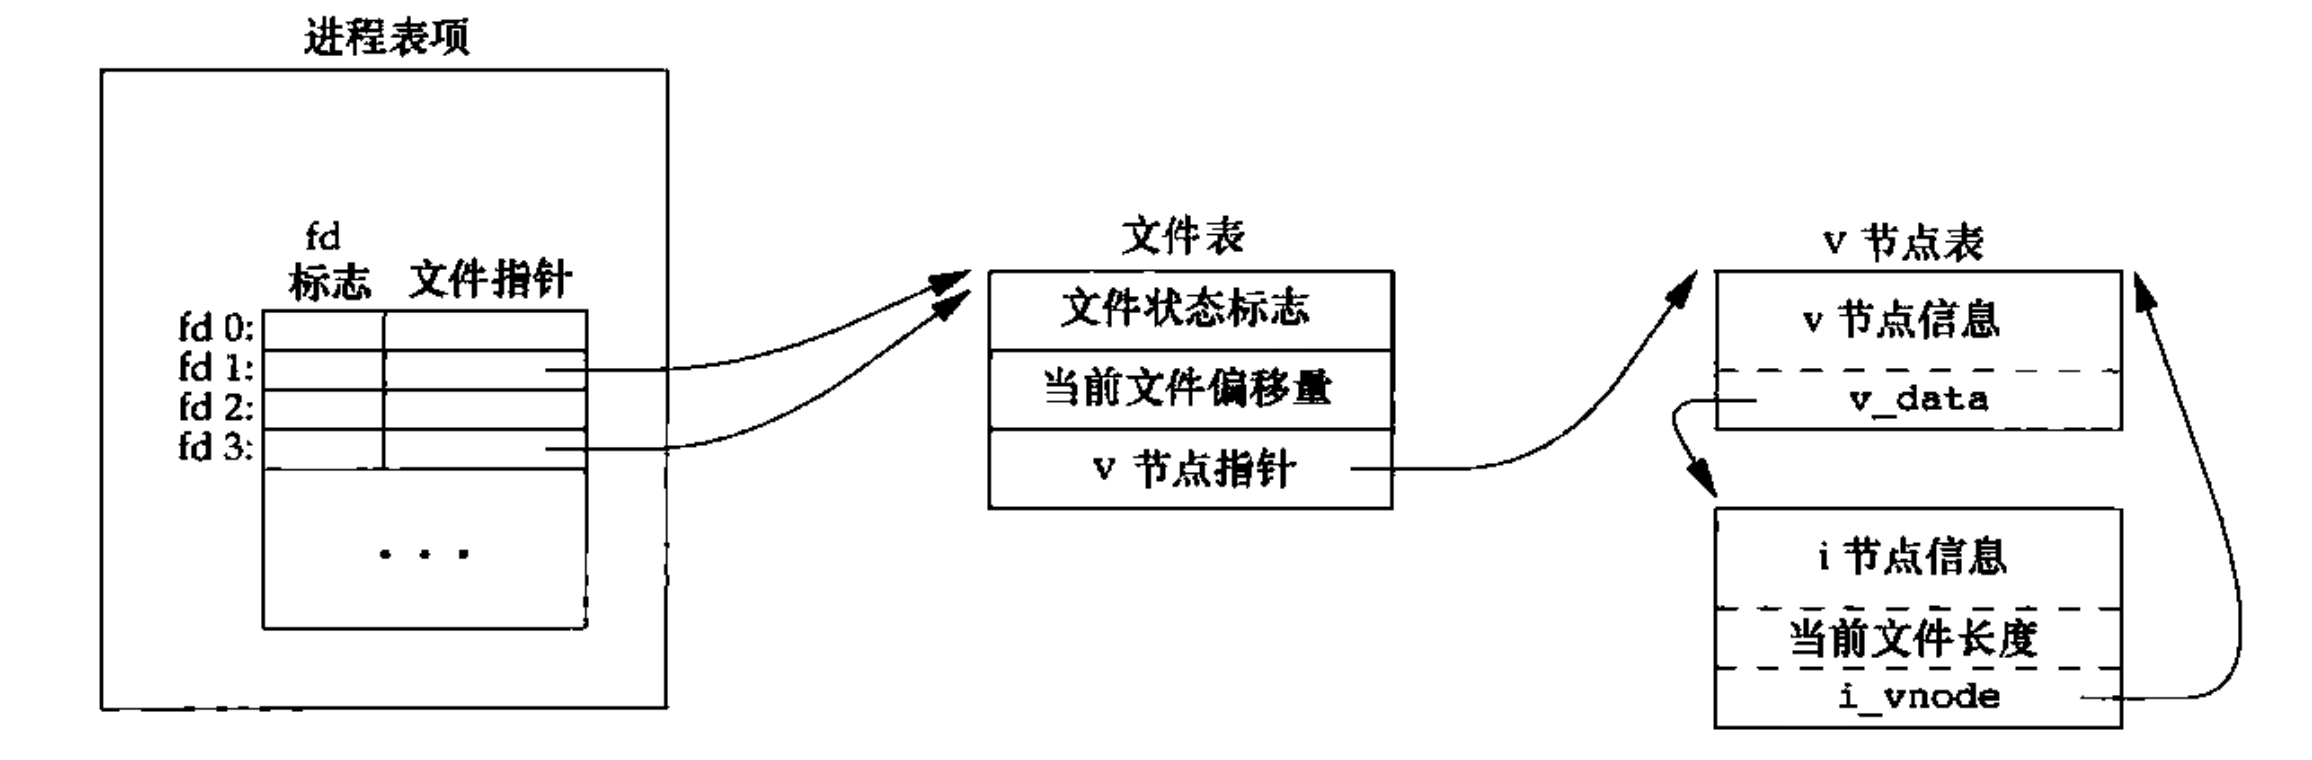 进程表项
fd
标志 文件指针
fd 0:
fd 1:
fd 2:
fd 3:
. . .
文件表
文件状态标志
当前文件偏移量
v 节点指针
v 节点表
v 节点信息
v_data
i 节点信息
当前文件长度
i_vnode